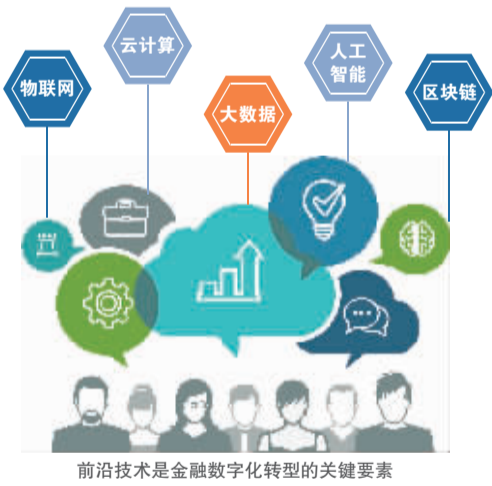 物联网
云计算
大数据
人工
智能
区块链
前沿技术是金融数字化转型的关键要素